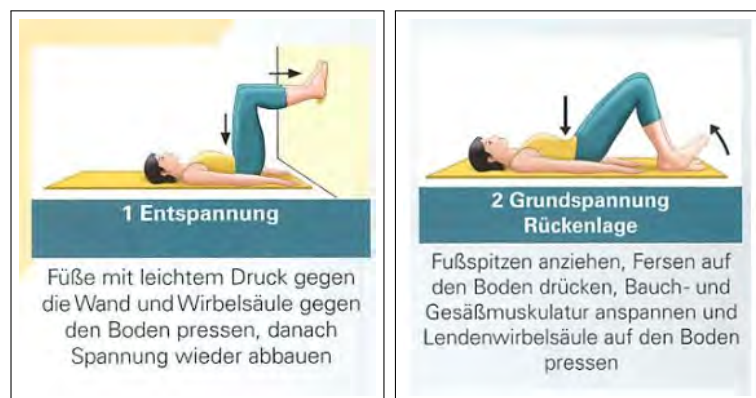 1 Entspannung
Füße mit leichtem Druck gegen
die Wand und Wirbelsäule gegen
den Boden pressen, danach
Spannung wieder abbauen
2 Grundspannung
Rückenlage
Fußspitzen anziehen, Fersen auf
den Boden drücken, Bauch- und
Gesäßmuskulatur anspannen und
Lendenwirbelsäule auf den Boden
pressen